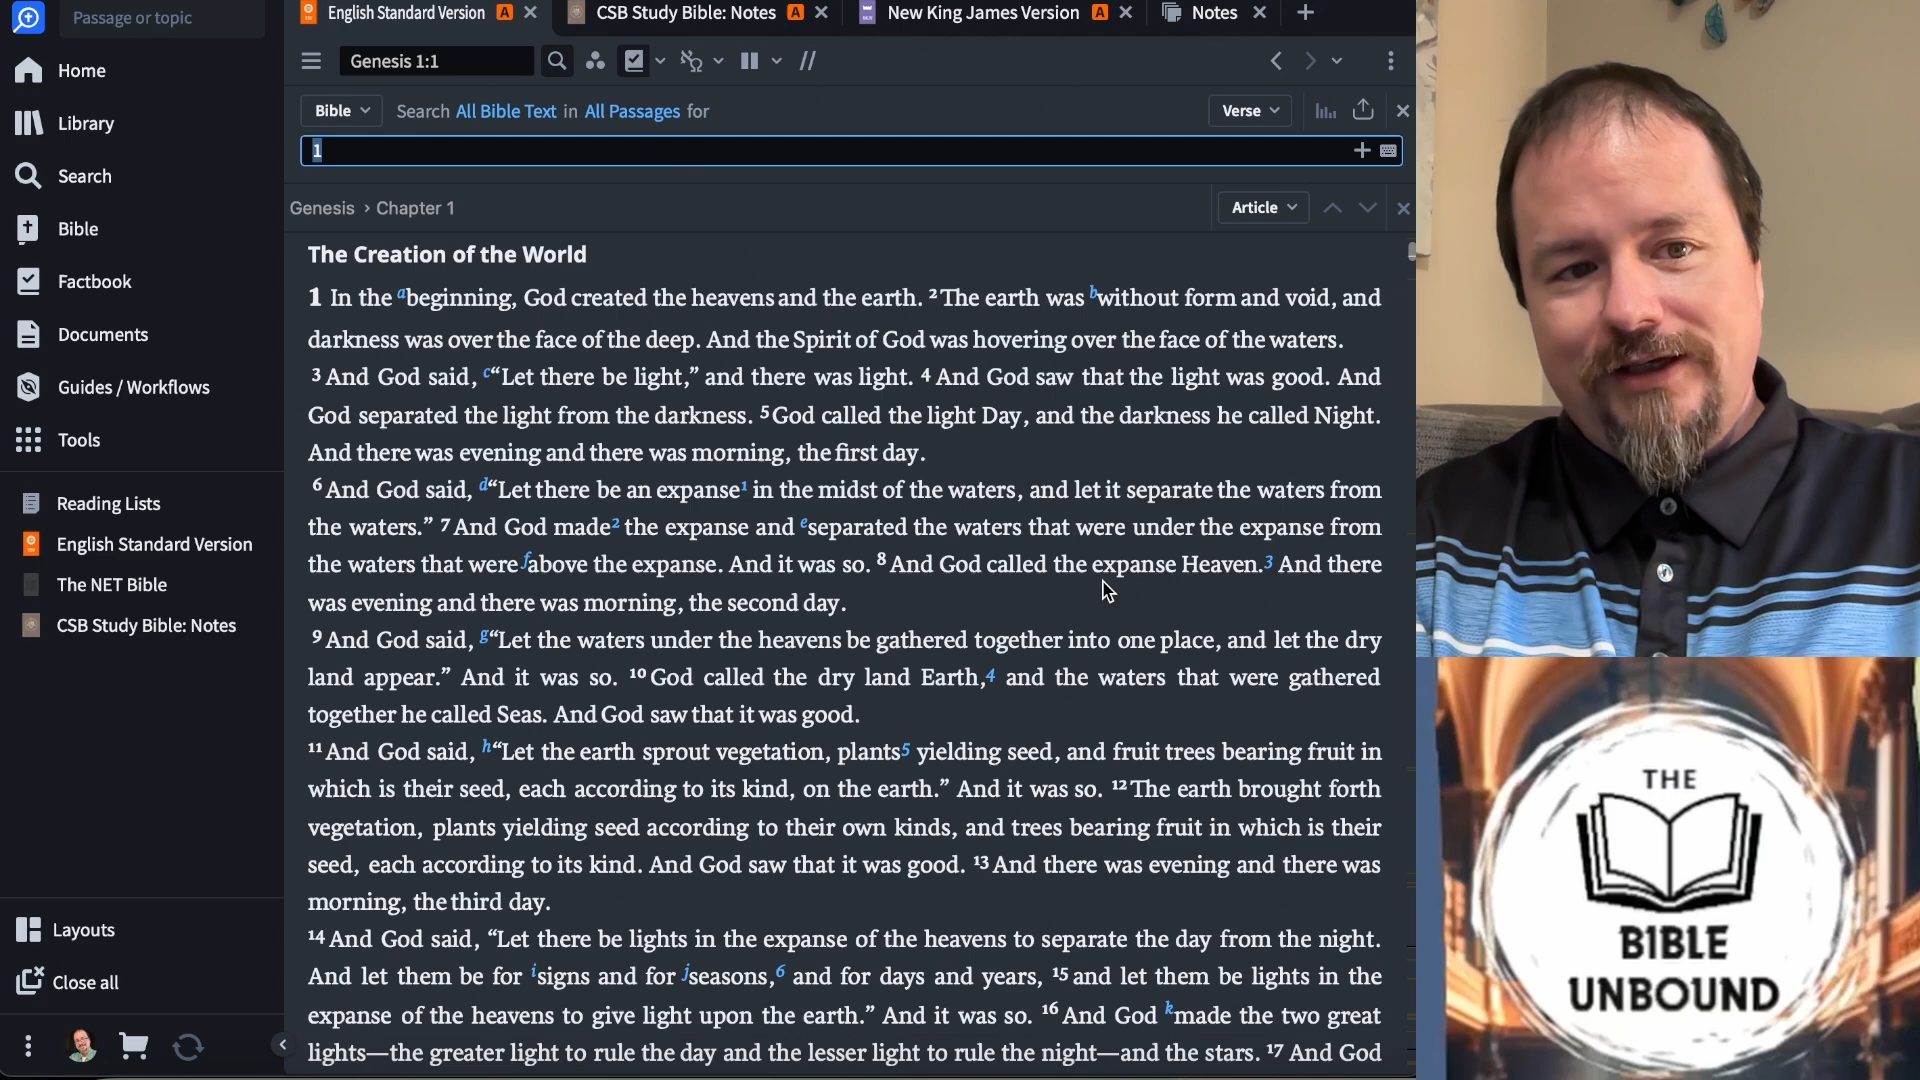 Passage or topic
Home
Library
Search
Bible
Factbook
Documents
Guides / Workflows
Tools
Reading Lists
English Standard Version
The NET Bible
CSB Study Bible: Notes
Layouts
Close all
English Standard Version A
CSB Study Bible: Notes A
New King James Version A
Notes
Genesis 1:1
Bible
Search All Bible Text in All Passages for
Verse
1
Genesis › Chapter 1
Article
The Creation of the World
1 In the a beginning, God created the heavens and the earth. 2 The earth was b without form and void, and
darkness was over the face of the deep. And the Spirit of God was hovering over the face of the waters.
3 And God said, c “Let there be light,” and there was light. 4 And God saw that the light was good. And
God separated the light from the darkness. 5 God called the light Day, and the darkness he called Night.
And there was evening and there was morning, the first day.
6 And God said, d “Let there be an expanse1 in the midst of the waters, and let it separate the waters from
the waters.” 7 And God made2 the expanse and e separated the waters that were under the expanse from
the waters that were f above the expanse. And it was so. 8 And God called the expanse Heaven.3 And there
was evening and there was morning, the second day.
9 And God said, g “Let the waters under the heavens be gathered together into one place, and let the dry
land appear.” And it was so. 10 God called the dry land Earth,4 and the waters that were gathered
together he called Seas. And God saw that it was good.
11 And God said, h “Let the earth sprout vegetation, plants5 yielding seed, and fruit trees bearing fruit in
which is their seed, each according to its kind, on the earth.” And it was so. 12 The earth brought forth
vegetation, plants yielding seed according to their own kinds, and trees bearing fruit in which is their
seed, each according to its kind. And God saw that it was good. 13 And there was evening and there was
morning, the third day.
14 And God said, “Let there be lights in the expanse of the heavens to separate the day from the night.
And let them be for i signs and for j seasons,6 and for days and years, 15 and let them be lights in the
expanse of the heavens to give light upon the earth.” And it was so. 16 And God k made the two great
lights—the greater light to rule the day and the lesser light to rule the night—and the stars. 17 And God
THE
BIBLE
UNBOUND